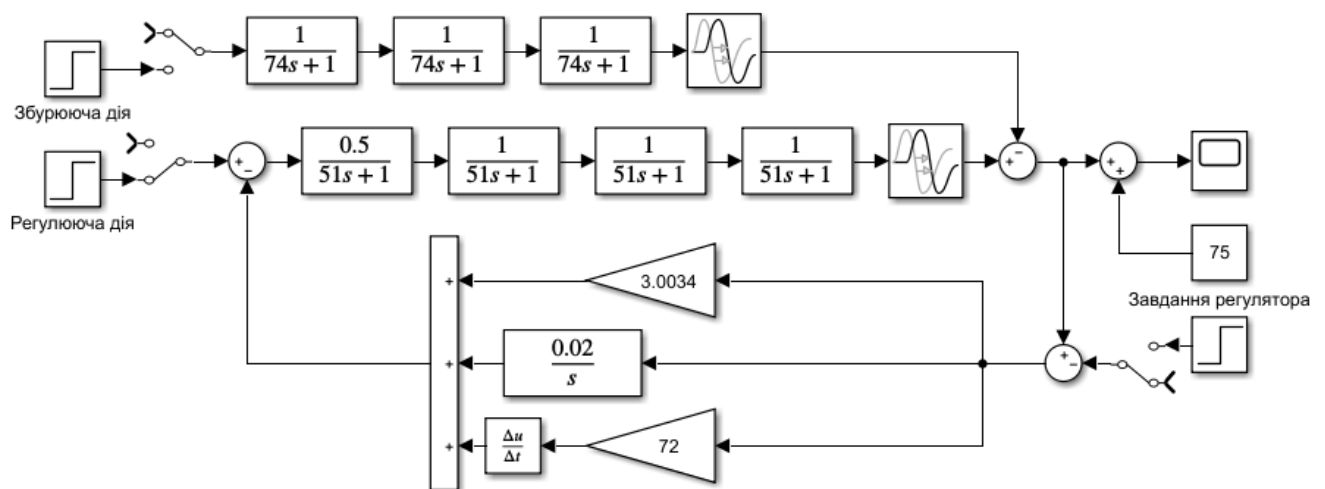 1
74s + 1
1
74s + 1
1
74s + 1
Збурююча дія
0.5
51s + 1
1
51s + 1
1
51s + 1
1
51s + 1
+
−
+
−
+
+
Регулююча дія
+
3.0034
75
Завдання регулятора
+
0.02
s
+
−
+
Δu
Δt
72